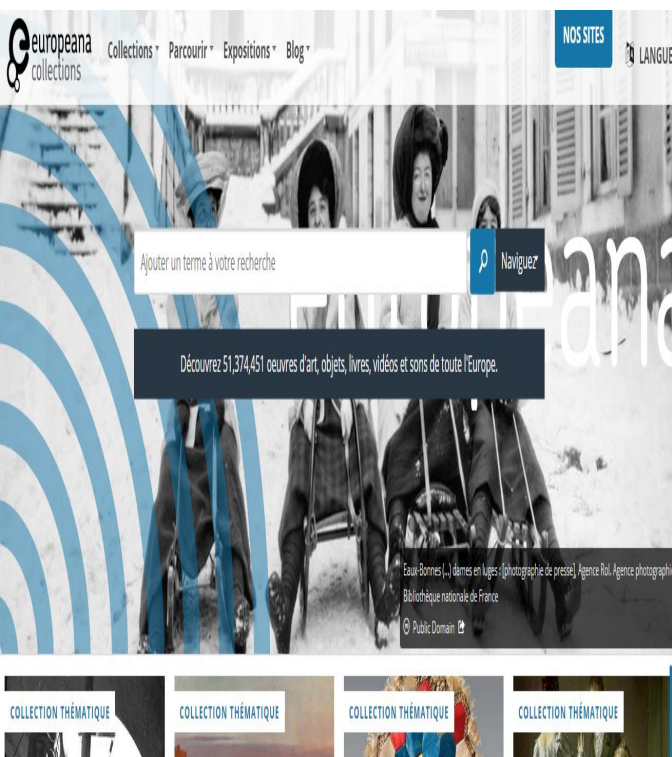 europeana
collections
Collections Parcourir Expositions Blog
NOS SITES
LANGUE
Ajouter un terme à votre recherche
Naviguez
Découvrez 51,374,451 oeuvres d'art, objets, livres, vidéos et sons de toute l'Europe.
Eaux-Bonnes (...) dames en luges : [photographie de presse], Agence Rol. Agence photographi
Bibliothèque nationale de France
Public Domain
COLLECTION THÉMATIQUE
COLLECTION THÉMATIQUE
COLLECTION THÉMATIQUE
COLLECTION THÉMATIQUE